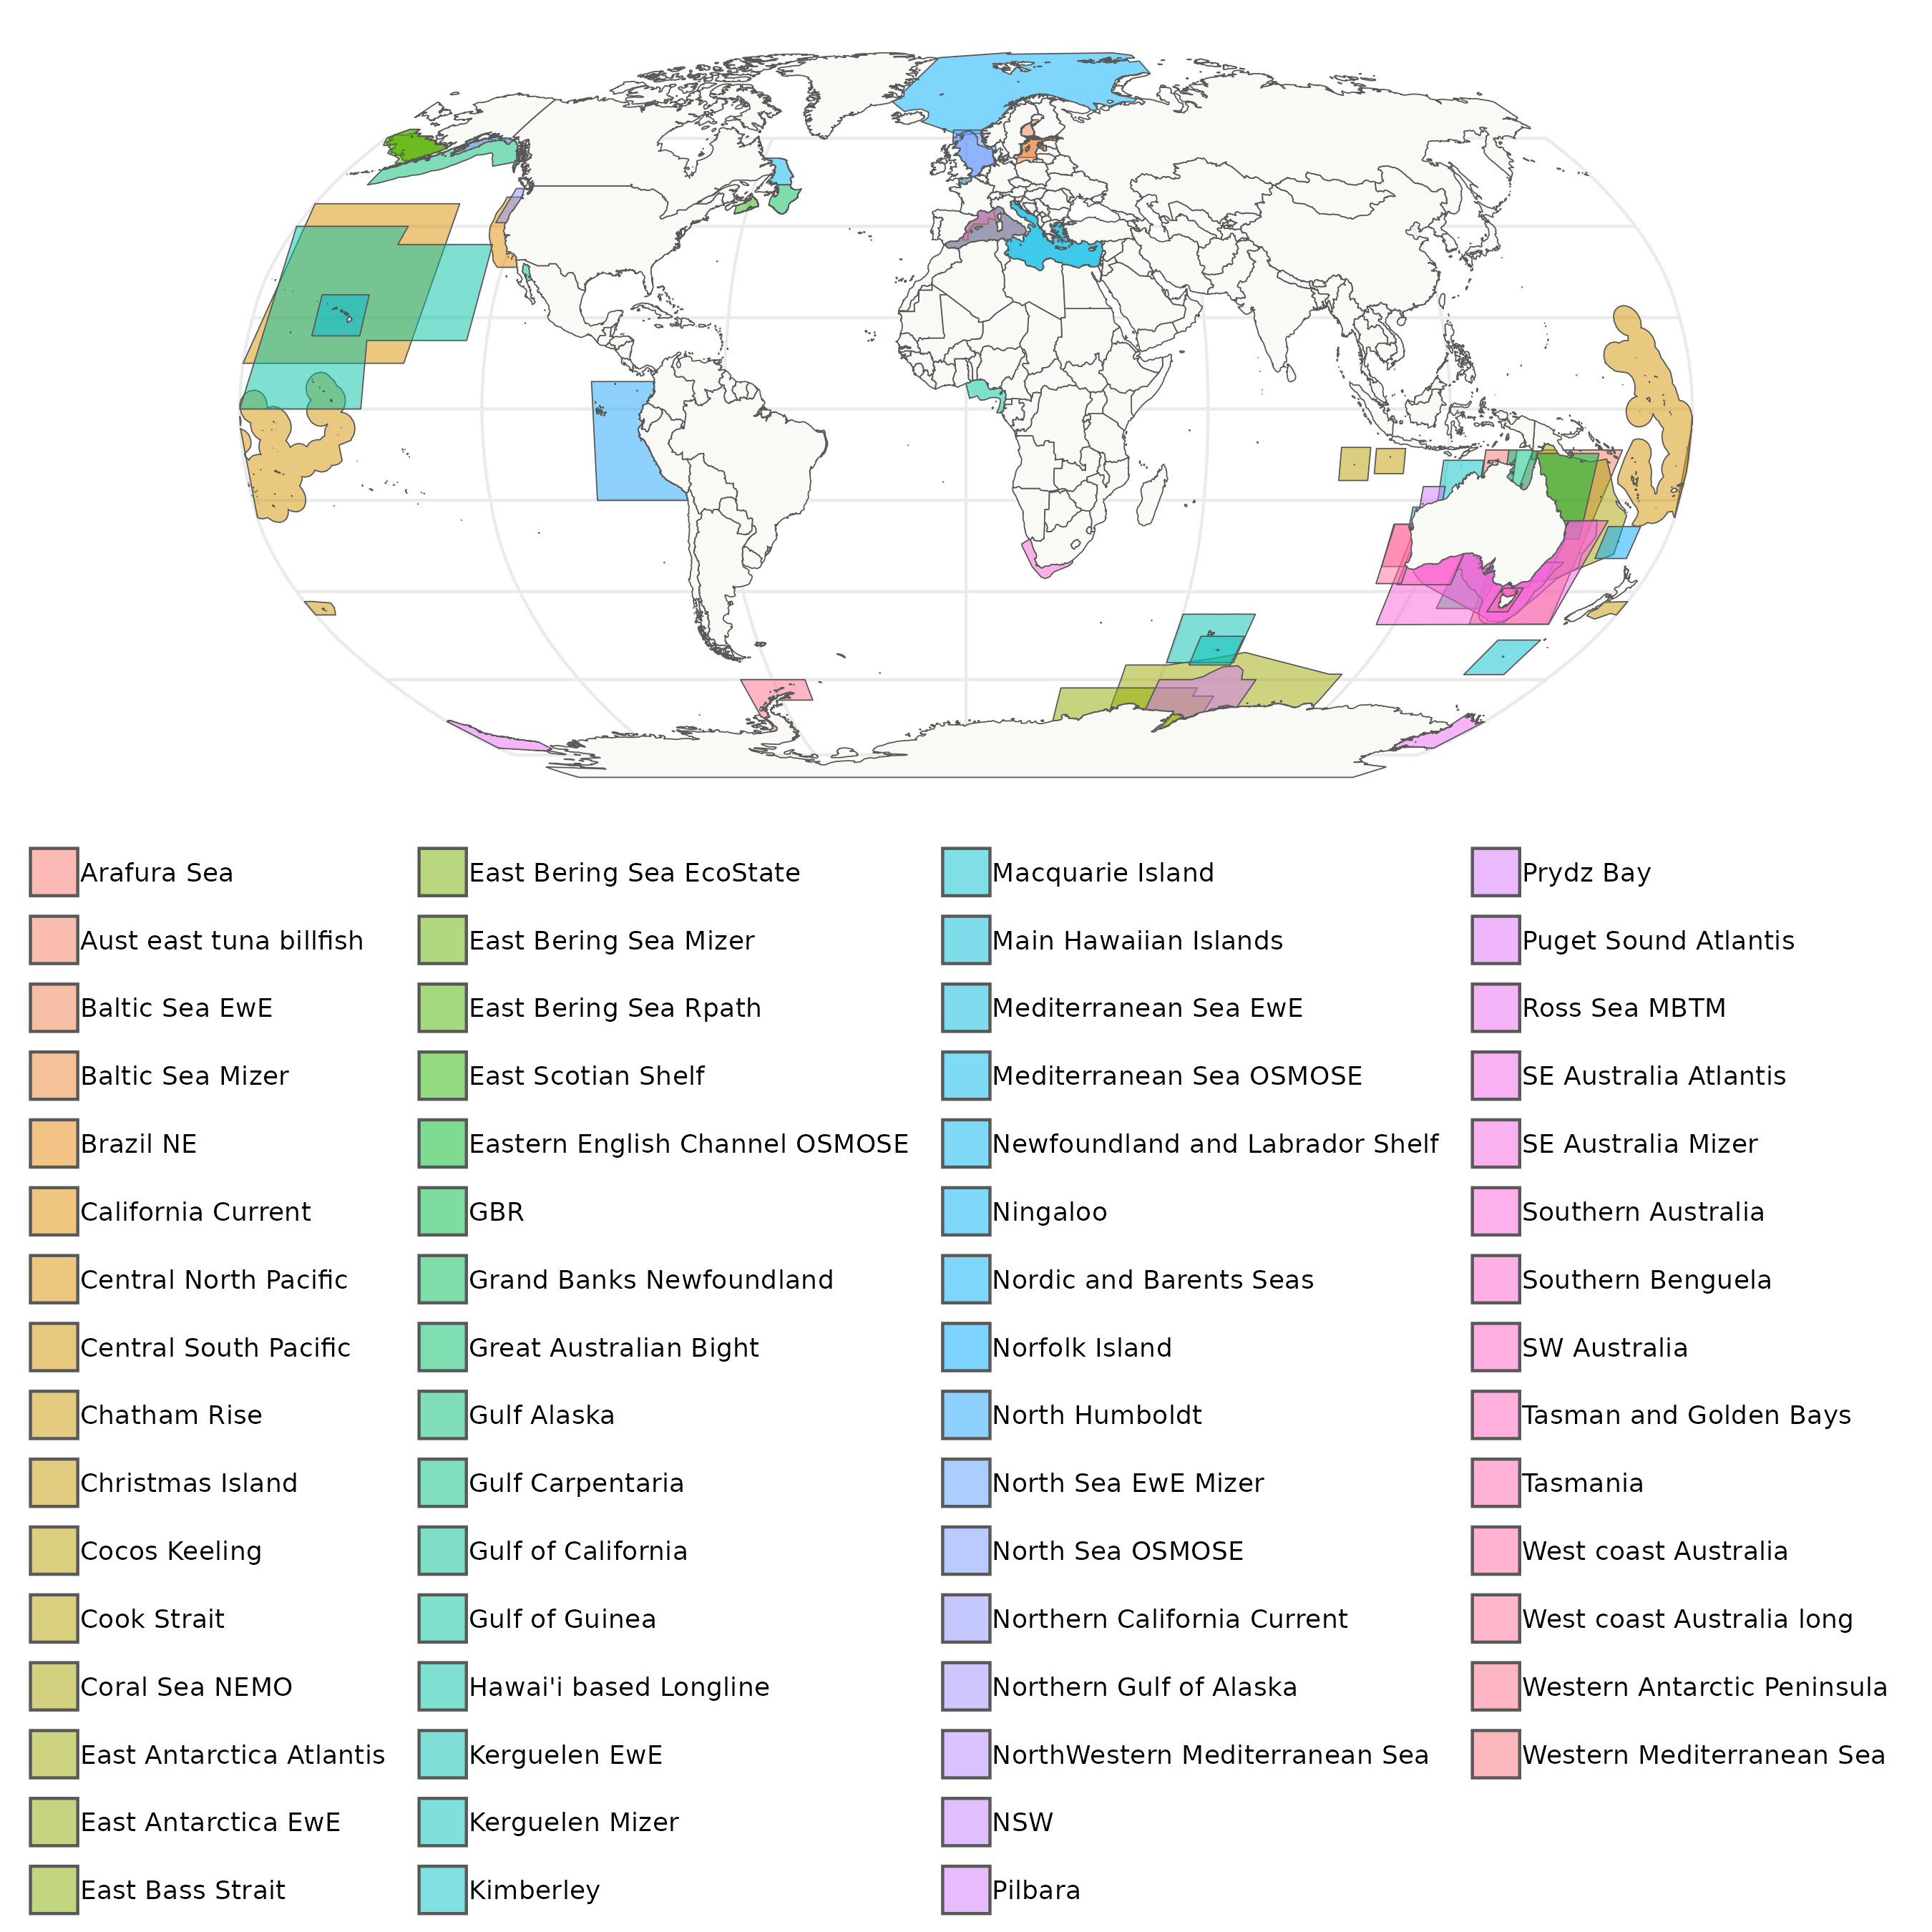 Arafura Sea
Aust east tuna billfish
Baltic Sea EwE
Baltic Sea Mizer
Brazil NE
California Current
Central North Pacific
Central South Pacific
Chatham Rise
Christmas Island
Cocos Keeling
Cook Strait
Coral Sea NEMO
East Antarctica Atlantis
East Antarctica EwE
East Bass Strait
East Bering Sea EcoState
East Bering Sea Mizer
East Bering Sea Rpath
East Scotian Shelf
Eastern English Channel OSMOSE
GBR
Grand Banks Newfoundland
Great Australian Bight
Gulf Alaska
Gulf Carpentaria
Gulf of California
Gulf of Guinea
Hawai'i based Longline
Kerguelen EwE
Kerguelen Mizer
Kimberley
Macquarie Island
Main Hawaiian Islands
Mediterranean Sea EwE
Mediterranean Sea OSMOSE
Newfoundland and Labrador Shelf
Ningaloo
Nordic and Barents Seas
Norfolk Island
North Humboldt
North Sea EwE Mizer
North Sea OSMOSE
Northern California Current
Northern Gulf of Alaska
NorthWestern Mediterranean Sea
NSW
Pilbara
Prydz Bay
Puget Sound Atlantis
Ross Sea MBTM
SE Australia Atlantis
SE Australia Mizer
Southern Australia
Southern Benguela
SW Australia
Tasman and Golden Bays
Tasmania
West coast Australia
West coast Australia long
Western Antarctic Peninsula
Western Mediterranean Sea